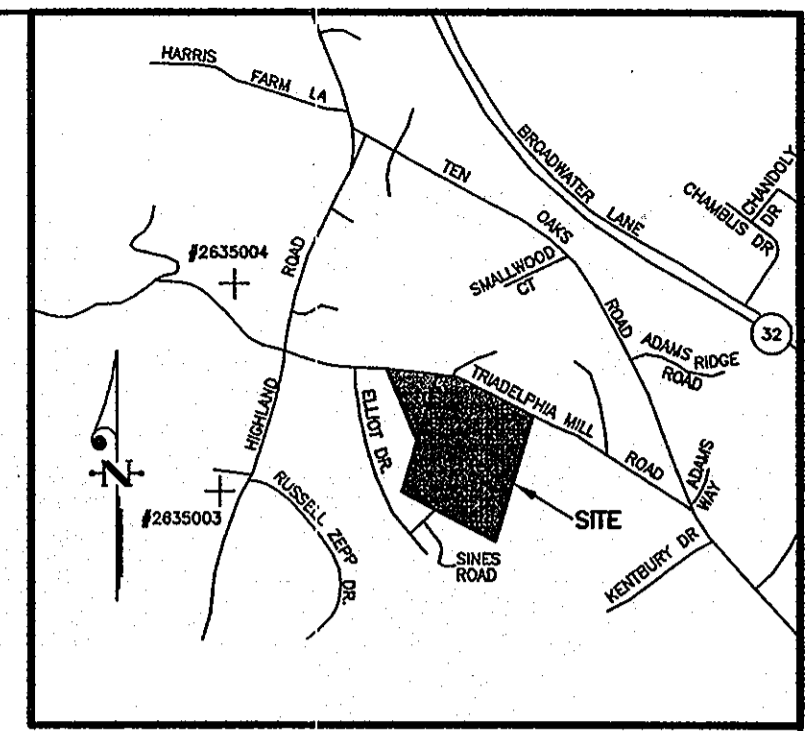 HARRIS
FARM LA
BROADWATER
LANE
TEN
OAKS
ROAD
CHANDOLY
DR
CHAMBLIS DR
CT
SMALLWOOD
CT
#2635004
ROAD
HIGHLAND
32
ADAMS RIDGE
ROAD
TRIADELPHIA MILL
ROAD
ELLIOT DR.
ADAMS
WAY
N
#2635003
RUSSELL ZEPP
DR.
SITE
SINES
ROAD
KENTBURY DR